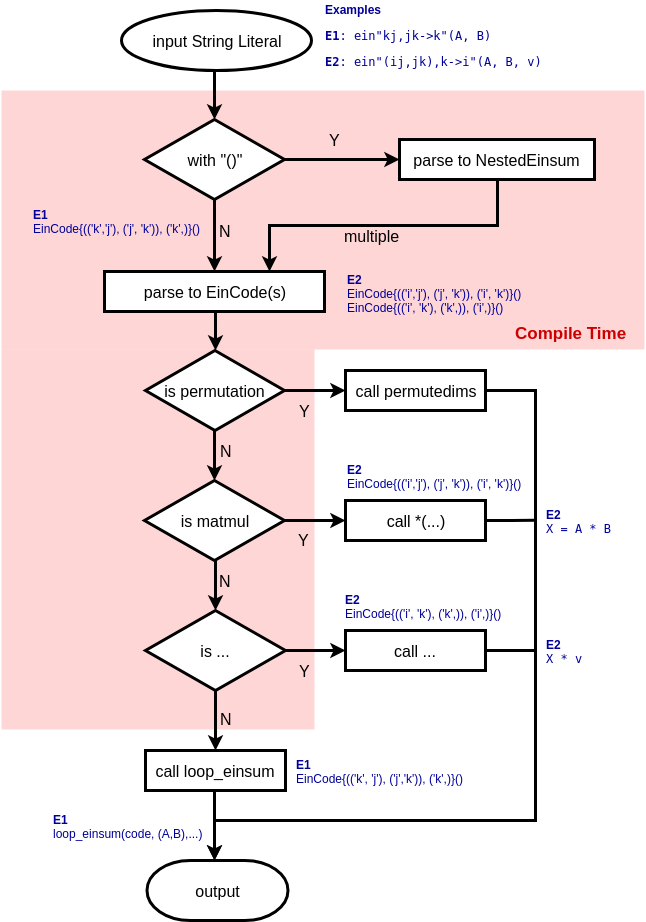 Examples
E1: ein"kj,jk->k"(A, B)
E2: ein"(ij,jk),k->i"(A, B, v)
input String Literal
with "()"
Y
parse to NestedEinsum
E1
EinCode{(('k','j'), ('j', 'k')), ('k',)}()
N
multiple
parse to EinCode(s)
E2
EinCode{(('i','j'), ('j', 'k')), ('i', 'k')}()
EinCode{(('i', 'k'), ('k',)), ('i',)}()
Compile Time
is permutation
Y
call permutedims
N
E2
EinCode{(('i','j'), ('j', 'k')), ('i', 'k')}()
is matmul
Y
call *(...)
E2
X = A * B
N
E2
EinCode{(('i', 'k'), ('k',)), ('i',)}()
is ...
Y
call ...
E2
X * v
N
call loop_einsum
E1
EinCode{(('k', 'j'), ('j','k')), ('k',)}()
E1
loop_einsum(code, (A,B),...)
output